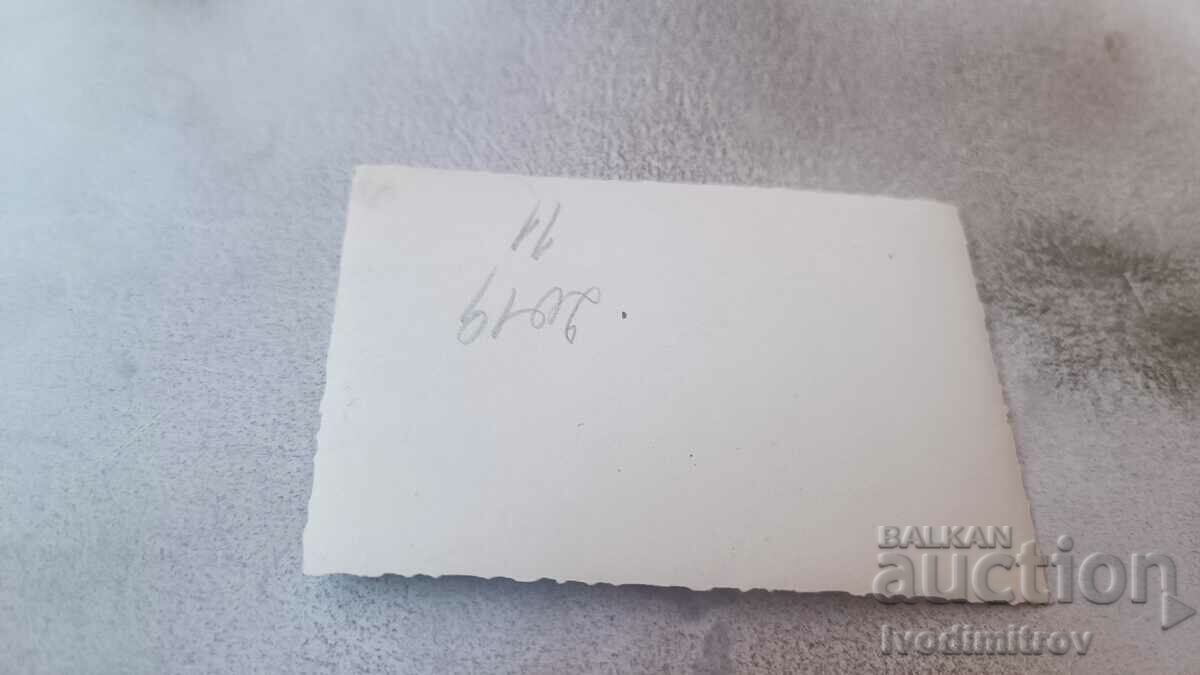 2019
11
BALKAN
auction
Ivodimitrov